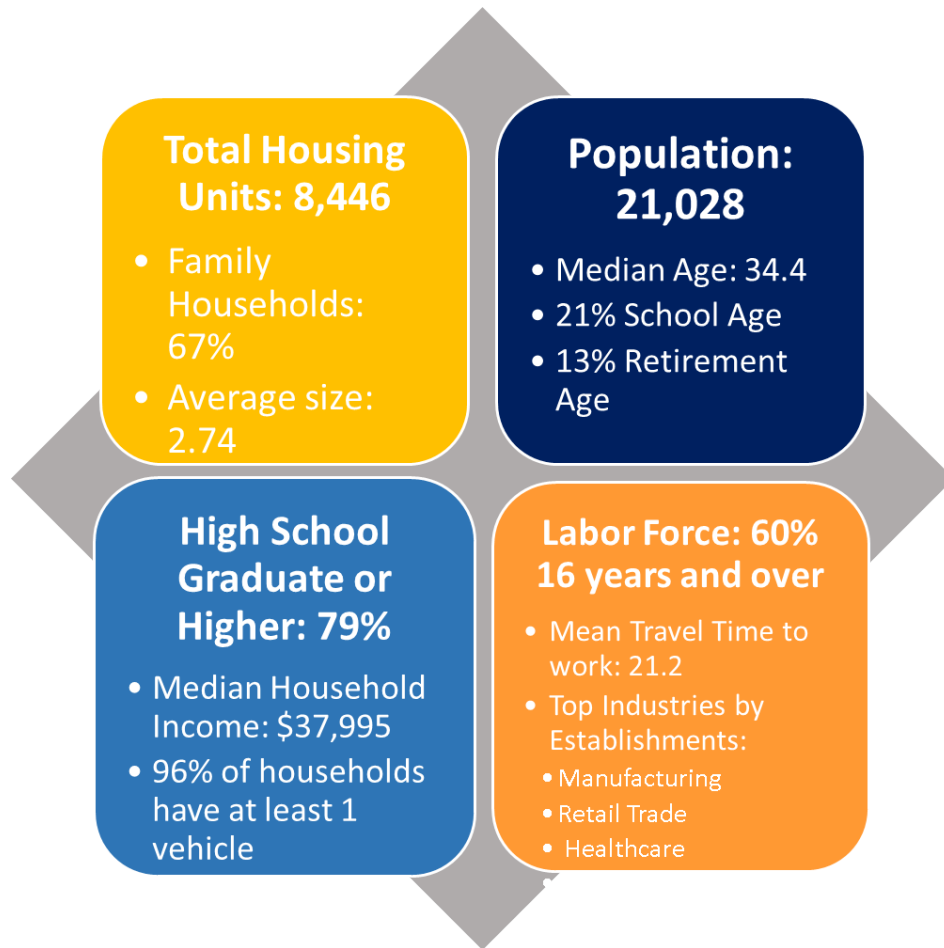 Total Housing
Units: 8,446
• Family
Households:
67%
• Average size:
2.74
Population:
21,028
• Median Age: 34.4
• 21% School Age
• 13% Retirement
Age
High School
Graduate or
Higher: 79%
• Median Household
Income: $37,995
• 96% of households
have at least 1
vehicle
Labor Force: 60%
16 years and over
• Mean Travel Time to
work: 21.2
• Top Industries by
Establishments:
• Manufacturing
• Retail Trade
• Healthcare
•